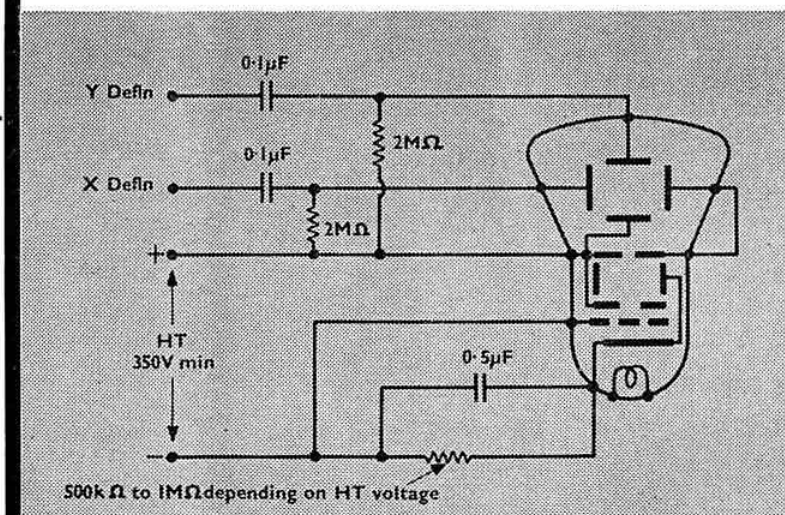 0·1µF
Y Defln
2MΩ
0·1µF
X Defln
2MΩ
+
HT
350V min
0·5µF
−
500k Ω to 1MΩ depending on HT voltage